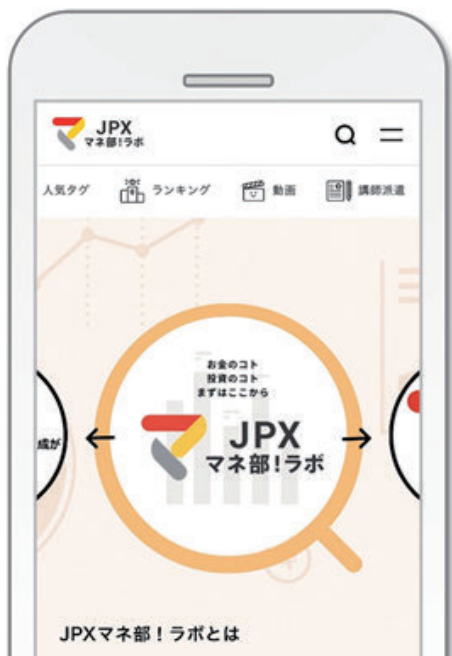 JPX
マネ部!ラボ
人気タグ
ランキング
動画
講師派遣
お金のコト
投資のコト
まずはここから
JPX
マネ部!ラボ
成が
JPXマネ部！ラボとは